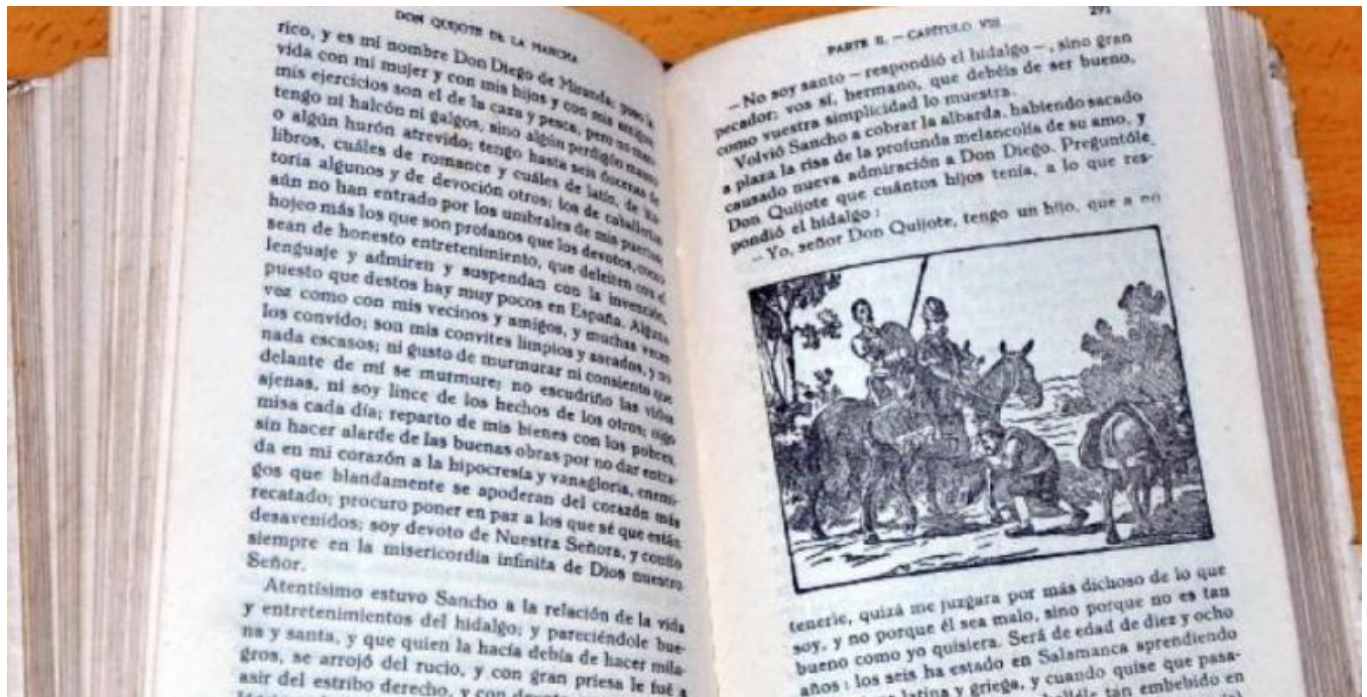 DON QUIJOTE DE LA MANCHA
rico, y es mi nombre Don Diego de Miranda; paso la
vida con mi mujer y con mis hijos y con mis amigos;
mis ejercicios son el de la caza y pesca, pero no man-
tengo ni halcón ni galgos, sino algún perdigón manso
o algún hurón atrevido; tengo hasta seis docenas de
libros, cuáles de romance y cuáles de latín, de his-
toria algunos y de devoción otros; los de caballerías
aún no han entrado por los umbrales de mis puertas;
hojeo más los que son profanos que los devotos, como
sean de honesto entretenimiento, que deleiten con el
lenguaje y admiren y suspendan con la invención,
puesto que destos hay muy pocos en España. Alguna
vez como con mis vecinos y amigos, y muchas veces
los convido; son mis convites limpios y aseados, y no
nada escasos; ni gusto de murmurar ni consiento que
delante de mí se murmure; no escudriño las vidas
ajenas, ni soy lince de los hechos de los otros; oigo
misa cada día; reparto de mis bienes con los pobres,
sin hacer alarde de las buenas obras por no dar entra-
da en mi corazón a la hipocresía y vanagloria, enemi-
gos que blandamente se apoderan del corazón más
recatado; procuro poner en paz a los que sé que están
desavenidos; soy devoto de Nuestra Señora, y confío
siempre en la misericordia infinita de Dios nuestro
Señor.
Atentísimo estuvo Sancho a la relación de la vida
y entretenimientos del hidalgo; y pareciéndole bue-
na y santa, y que quien la hacía debía de hacer mila-
gros, se arrojó del rucio, y con gran priesa le fué a
asir del estribo derecho, y con
PARTE II. — CAPÍTULO VIII
— No soy santo — respondió el hidalgo —, sino gran
pecador: vos sí, hermano, que debéis de ser bueno,
como vuestra simplicidad lo muestra.
Volvió Sancho a cobrar la albarda, habiendo sacado
a plaza la risa de la profunda melancolía de su amo, y
causado nueva admiración a Don Diego. Preguntóle
Don Quijote que cuántos hijos tenía, a lo que res-
pondió el hidalgo:
— Yo, señor Don Quijote, tengo un hijo, que a no
tenerle, quizá me juzgara por más dichoso de lo que
soy, y no porque él sea malo, sino porque no es tan
bueno como yo quisiera. Será de edad de diez y ocho
años: los seis ha estado en Salamanca aprendiendo
latina y griega, y cuando quise que pasa-
tan embebido en